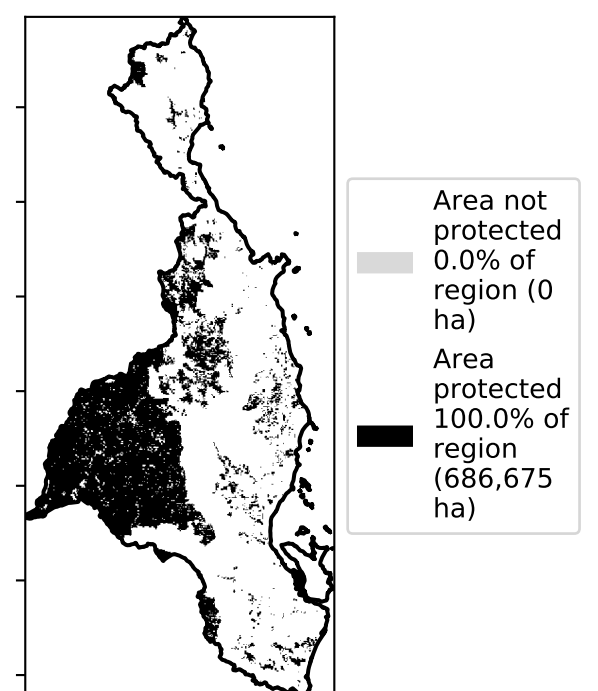 Area not
protected
0.0% of
region (0
ha)
Area
protected
100.0% of
region
(686,675
ha)